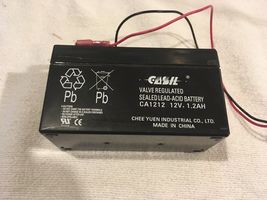 CASIL
VALVE REGULATED
SEALED LEAD-ACID BATTERY
CA1212 12V 1.2AH
Pb
Pb
CHEE YUEN INDUSTRIAL CO., LTD.
MADE IN CHINA